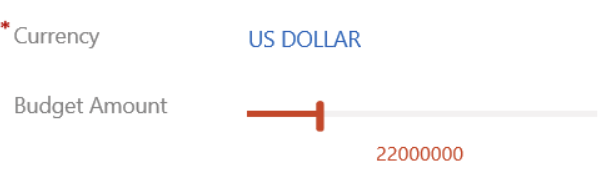 * Currency
US DOLLAR
Budget Amount
22000000